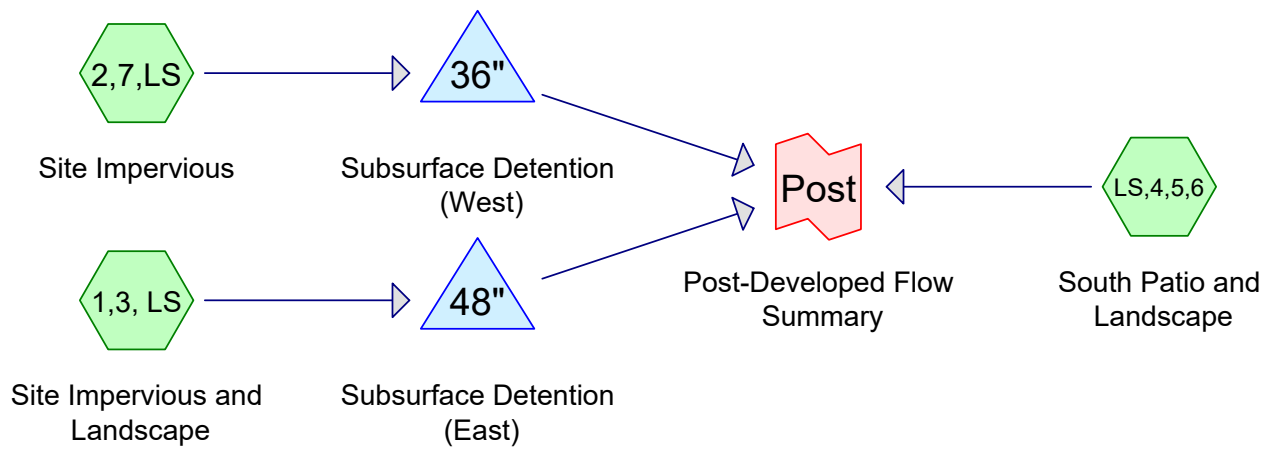 2,7,LS
Site Impervious
36"
Subsurface Detention
(West)
1,3, LS
Site Impervious and
Landscape
48"
Subsurface Detention
(East)
Post
Post-Developed Flow
Summary
LS,4,5,6
South Patio and
Landscape